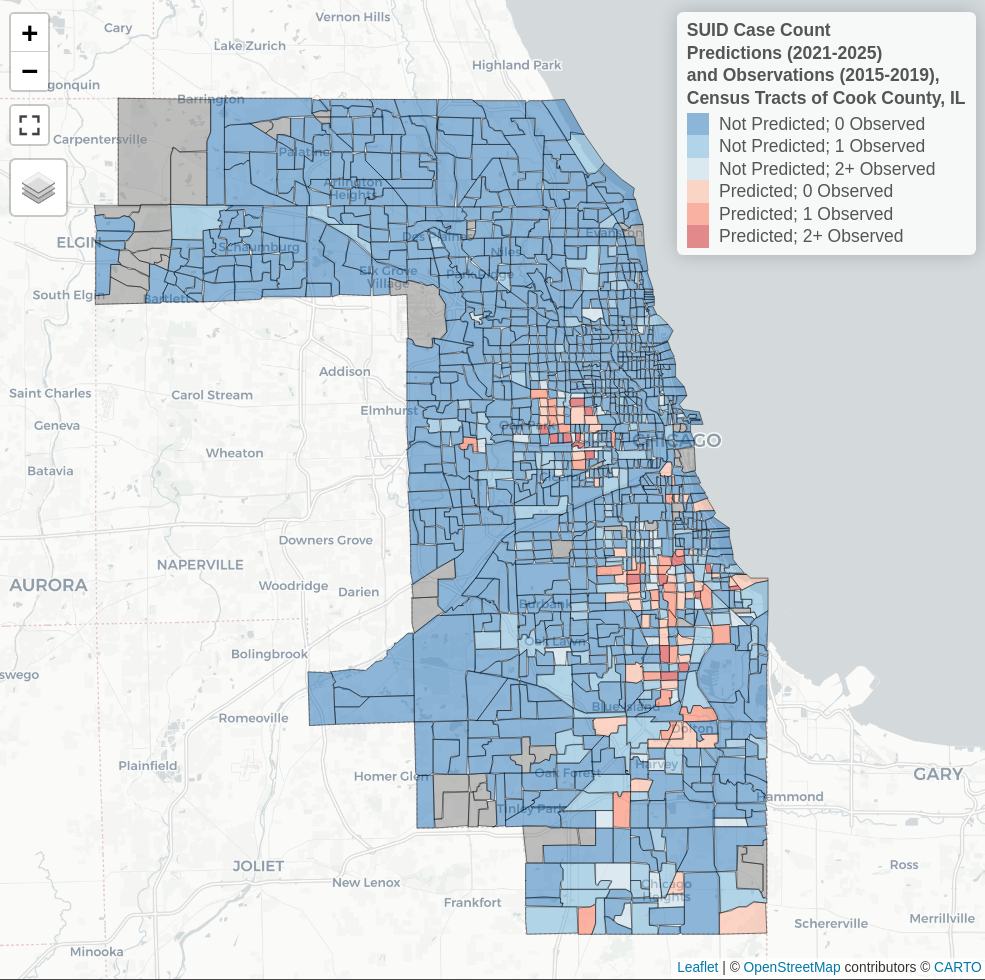 +
−
SUID Case Count
Predictions (2021-2025)
and Observations (2015-2019),
Census Tracts of Cook County, IL
Not Predicted; 0 Observed
Not Predicted; 1 Observed
Not Predicted; 2+ Observed
Predicted; 0 Observed
Predicted; 1 Observed
Predicted; 2+ Observed
Vernon Hills
Cary
Lake Zurich
Highland Park
gonquin
Barrington
Carpentersville
Palatine
Arlington
Heights
Evanston
Des Plaines
ELGIN
Schaumburg
Niles
Elk Grove
Village
Park Ridge
South Elgin
Bartlett
Addison
Saint Charles
Carol Stream
Elmhurst
Geneva
Oak Park
CHICAGO
Wheaton
Batavia
Cicero
Downers Grove
NAPERVILLE
AURORA
Woodridge
Darien
Burbank
Oak Lawn
Bolingbrook
swego
Blue Island
Romeoville
Dolton
Plainfield
Harvey
Homer Glen
Oak Forest
GARY
Hammond
Tinley Park
JOLIET
Ross
New Lenox
Chicago
Heights
Frankfort
Schererville
Merrillville
Minooka
Leaflet | © OpenStreetMap contributors © CARTO